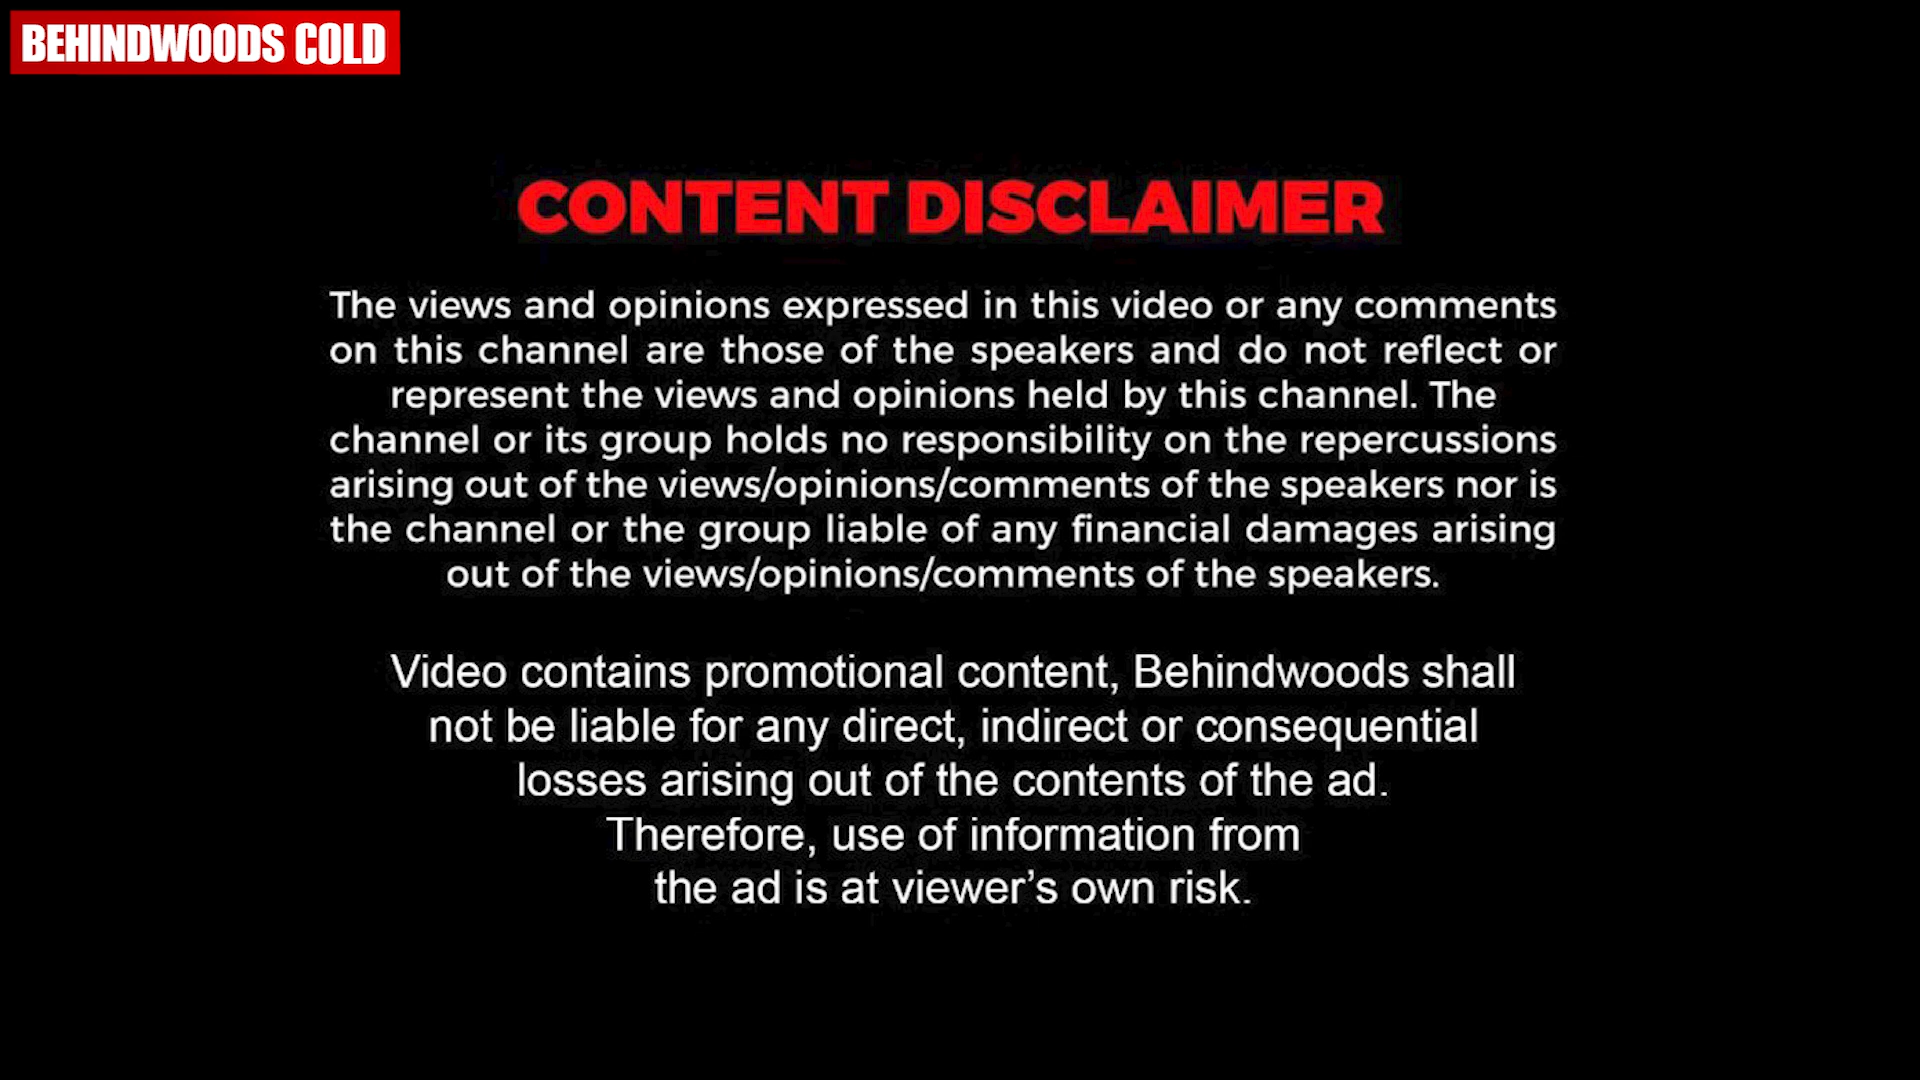 BEHINDWOODS COLD
CONTENT DISCLAIMER
The views and opinions expressed in this video or any comments
on this channel are those of the speakers and do not reflect or
represent the views and opinions held by this channel. The
channel or its group holds no responsibility on the repercussions
arising out of the views/opinions/comments of the speakers nor is
the channel or the group liable of any financial damages arising
out of the views/opinions/comments of the speakers.
Video contains promotional content, Behindwoods shall
not be liable for any direct, indirect or consequential
losses arising out of the contents of the ad.
Therefore, use of information from
the ad is at viewer’s own risk.